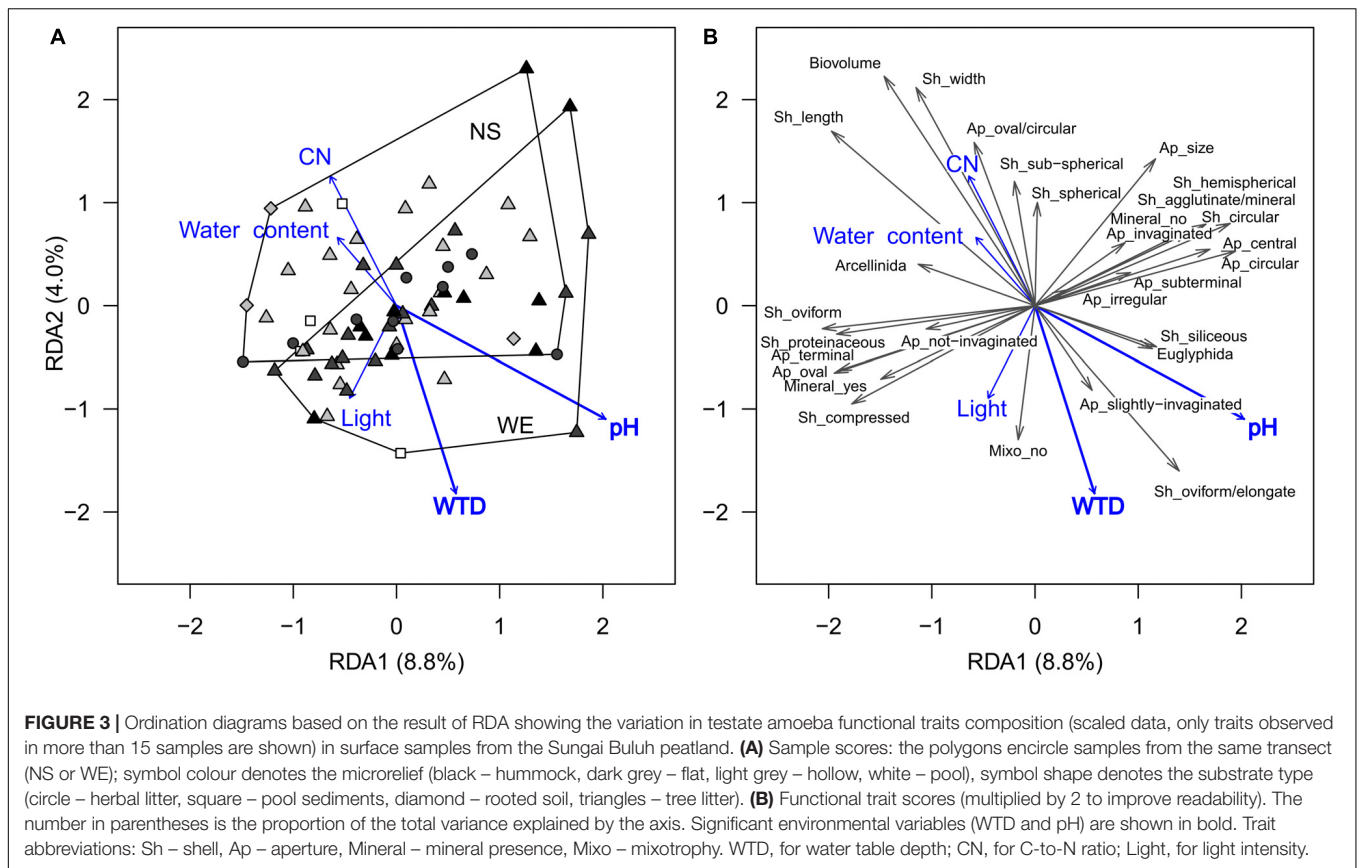 A
2
1
0
−1
−2
RDA2 (4.0%)
NS
CN
Water content
Light
WE
pH
WTD
−2
−1
0
1
2
RDA1 (8.8%)
B
2
1
0
−1
−2
Biovolume
Sh_width
Sh_length
Ap_oval/circular
Ap_size
CN
Sh_sub−spherical
Sh_hemispherical
Sh_spherical
Sh_agglutinate/mineral
Mineral_no
Sh_circular
Water content
Ap_invaginated
Ap_central
Arcellinida
Ap_circular
Ap_subterminal
Ap_irregular
Sh_oviform
Sh_proteinaceous
Ap_not−invaginated
Sh_siliceous
Ap_terminal
Euglyphida
Ap_oval
Mineral_yes
Sh_compressed
Light
Ap_slightly−invaginated
pH
Mixo_no
Sh_oviform/elongate
WTD
−2
−1
0
1
2
RDA1 (8.8%)
FIGURE 3 | Ordination diagrams based on the result of RDA showing the variation in testate amoeba functional traits composition (scaled data, only traits observed
in more than 15 samples are shown) in surface samples from the Sungai Buluh peatland. (A) Sample scores: the polygons encircle samples from the same transect
(NS or WE); symbol colour denotes the microrelief (black – hummock, dark grey – flat, light grey – hollow, white – pool), symbol shape denotes the substrate type
(circle – herbal litter, square – pool sediments, diamond – rooted soil, triangles – tree litter). (B) Functional trait scores (multiplied by 2 to improve readability). The
number in parentheses is the proportion of the total variance explained by the axis. Significant environmental variables (WTD and pH) are shown in bold. Trait
abbreviations: Sh – shell, Ap – aperture, Mineral – mineral presence, Mixo – mixotrophy. WTD, for water table depth; CN, for C-to-N ratio; Light, for light intensity.